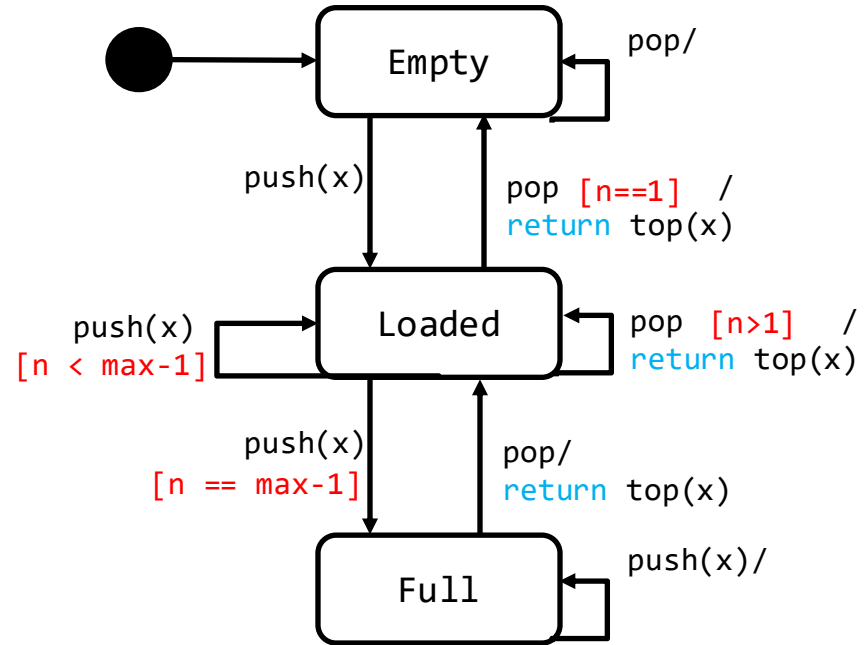 Empty
pop/
push(x)
pop [n==1] /
return top(x)
Loaded
push(x)
[n < max-1]
pop [n>1] /
return top(x)
push(x)
[n == max-1]
pop/
return top(x)
Full
push(x)/